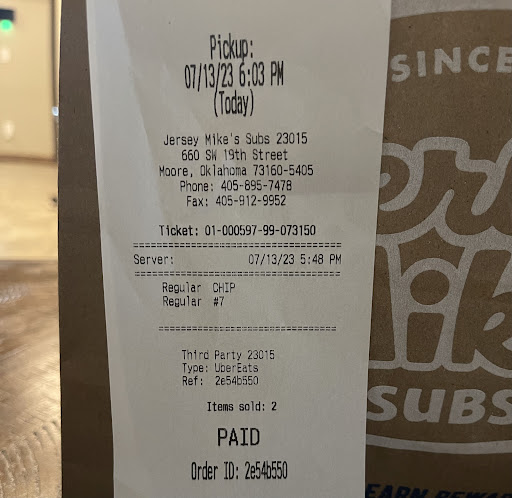 Pickup:
07/13/23 6:03 PM
(Today)
Jersey Mike's Subs 23015
660 SW 19th Street
Moore, Oklahoma 73160-5405
Phone: 405-895-7478
Fax: 405-912-9952
Ticket: 01-000597-99-073150
==============================
Server: 07/13/23 5:48 PM
==============================
Regular CHIP
Regular #7
==============================
Third Party 23015
Type: UberEats
Ref: 2e54b550
Items sold: 2
PAID
Order ID: 2e54b550
SINCE
SUBS